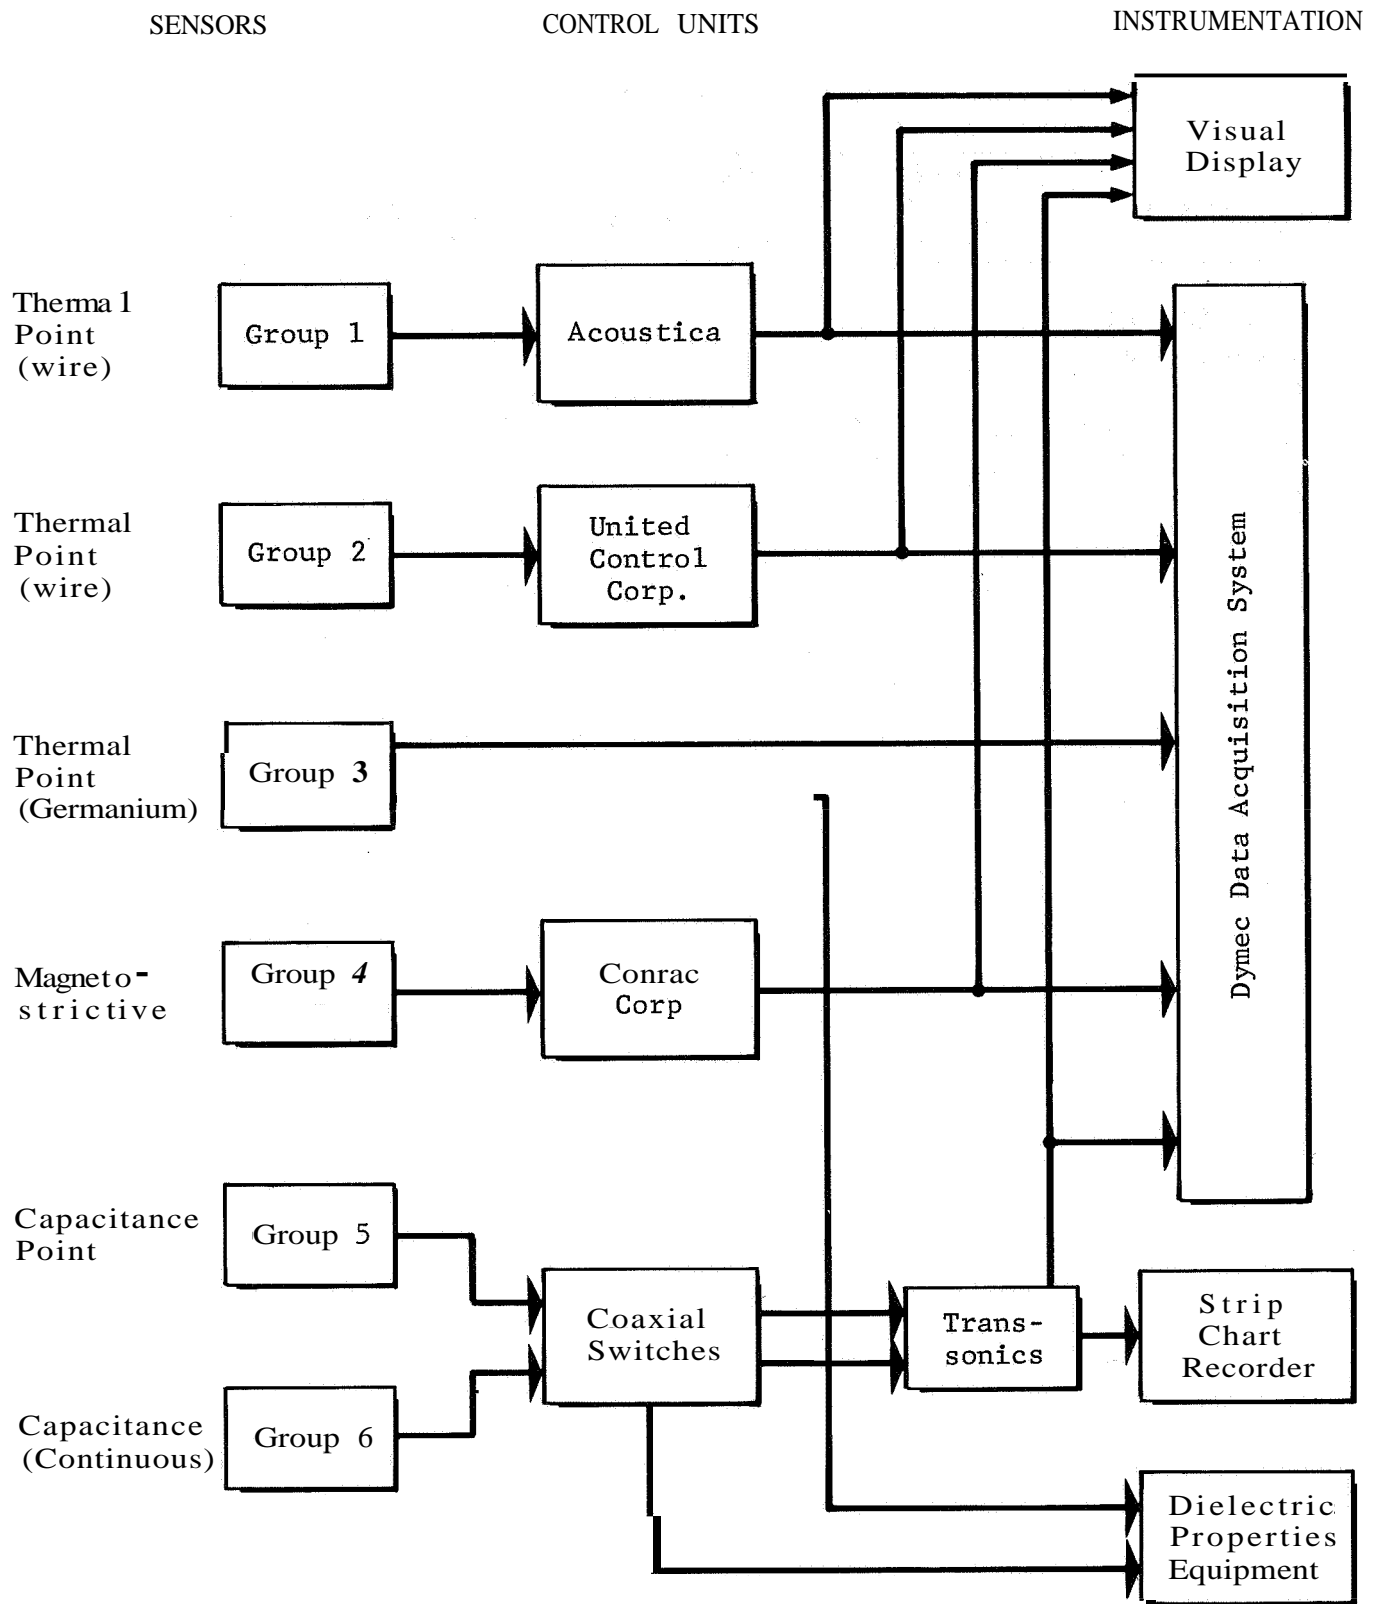 SENSORS
CONTROL UNITS
INSTRUMENTATION
Visual
Display
Thermal
Point
(wire)
Group 1
Acoustica
Thermal
Point
(wire)
Group 2
United
Control
Corp.
Dymec Data Acquisition System
Thermal
Point
(Germanium)
Group 3
Magneto-
strictive
Group 4
Conrac
Corp
Capacitance
Point
Group 5
Coaxial
Switches
Trans-
sonics
Strip
Chart
Recorder
Capacitance
(Continuous)
Group 6
Dielectric
Properties
Equipment